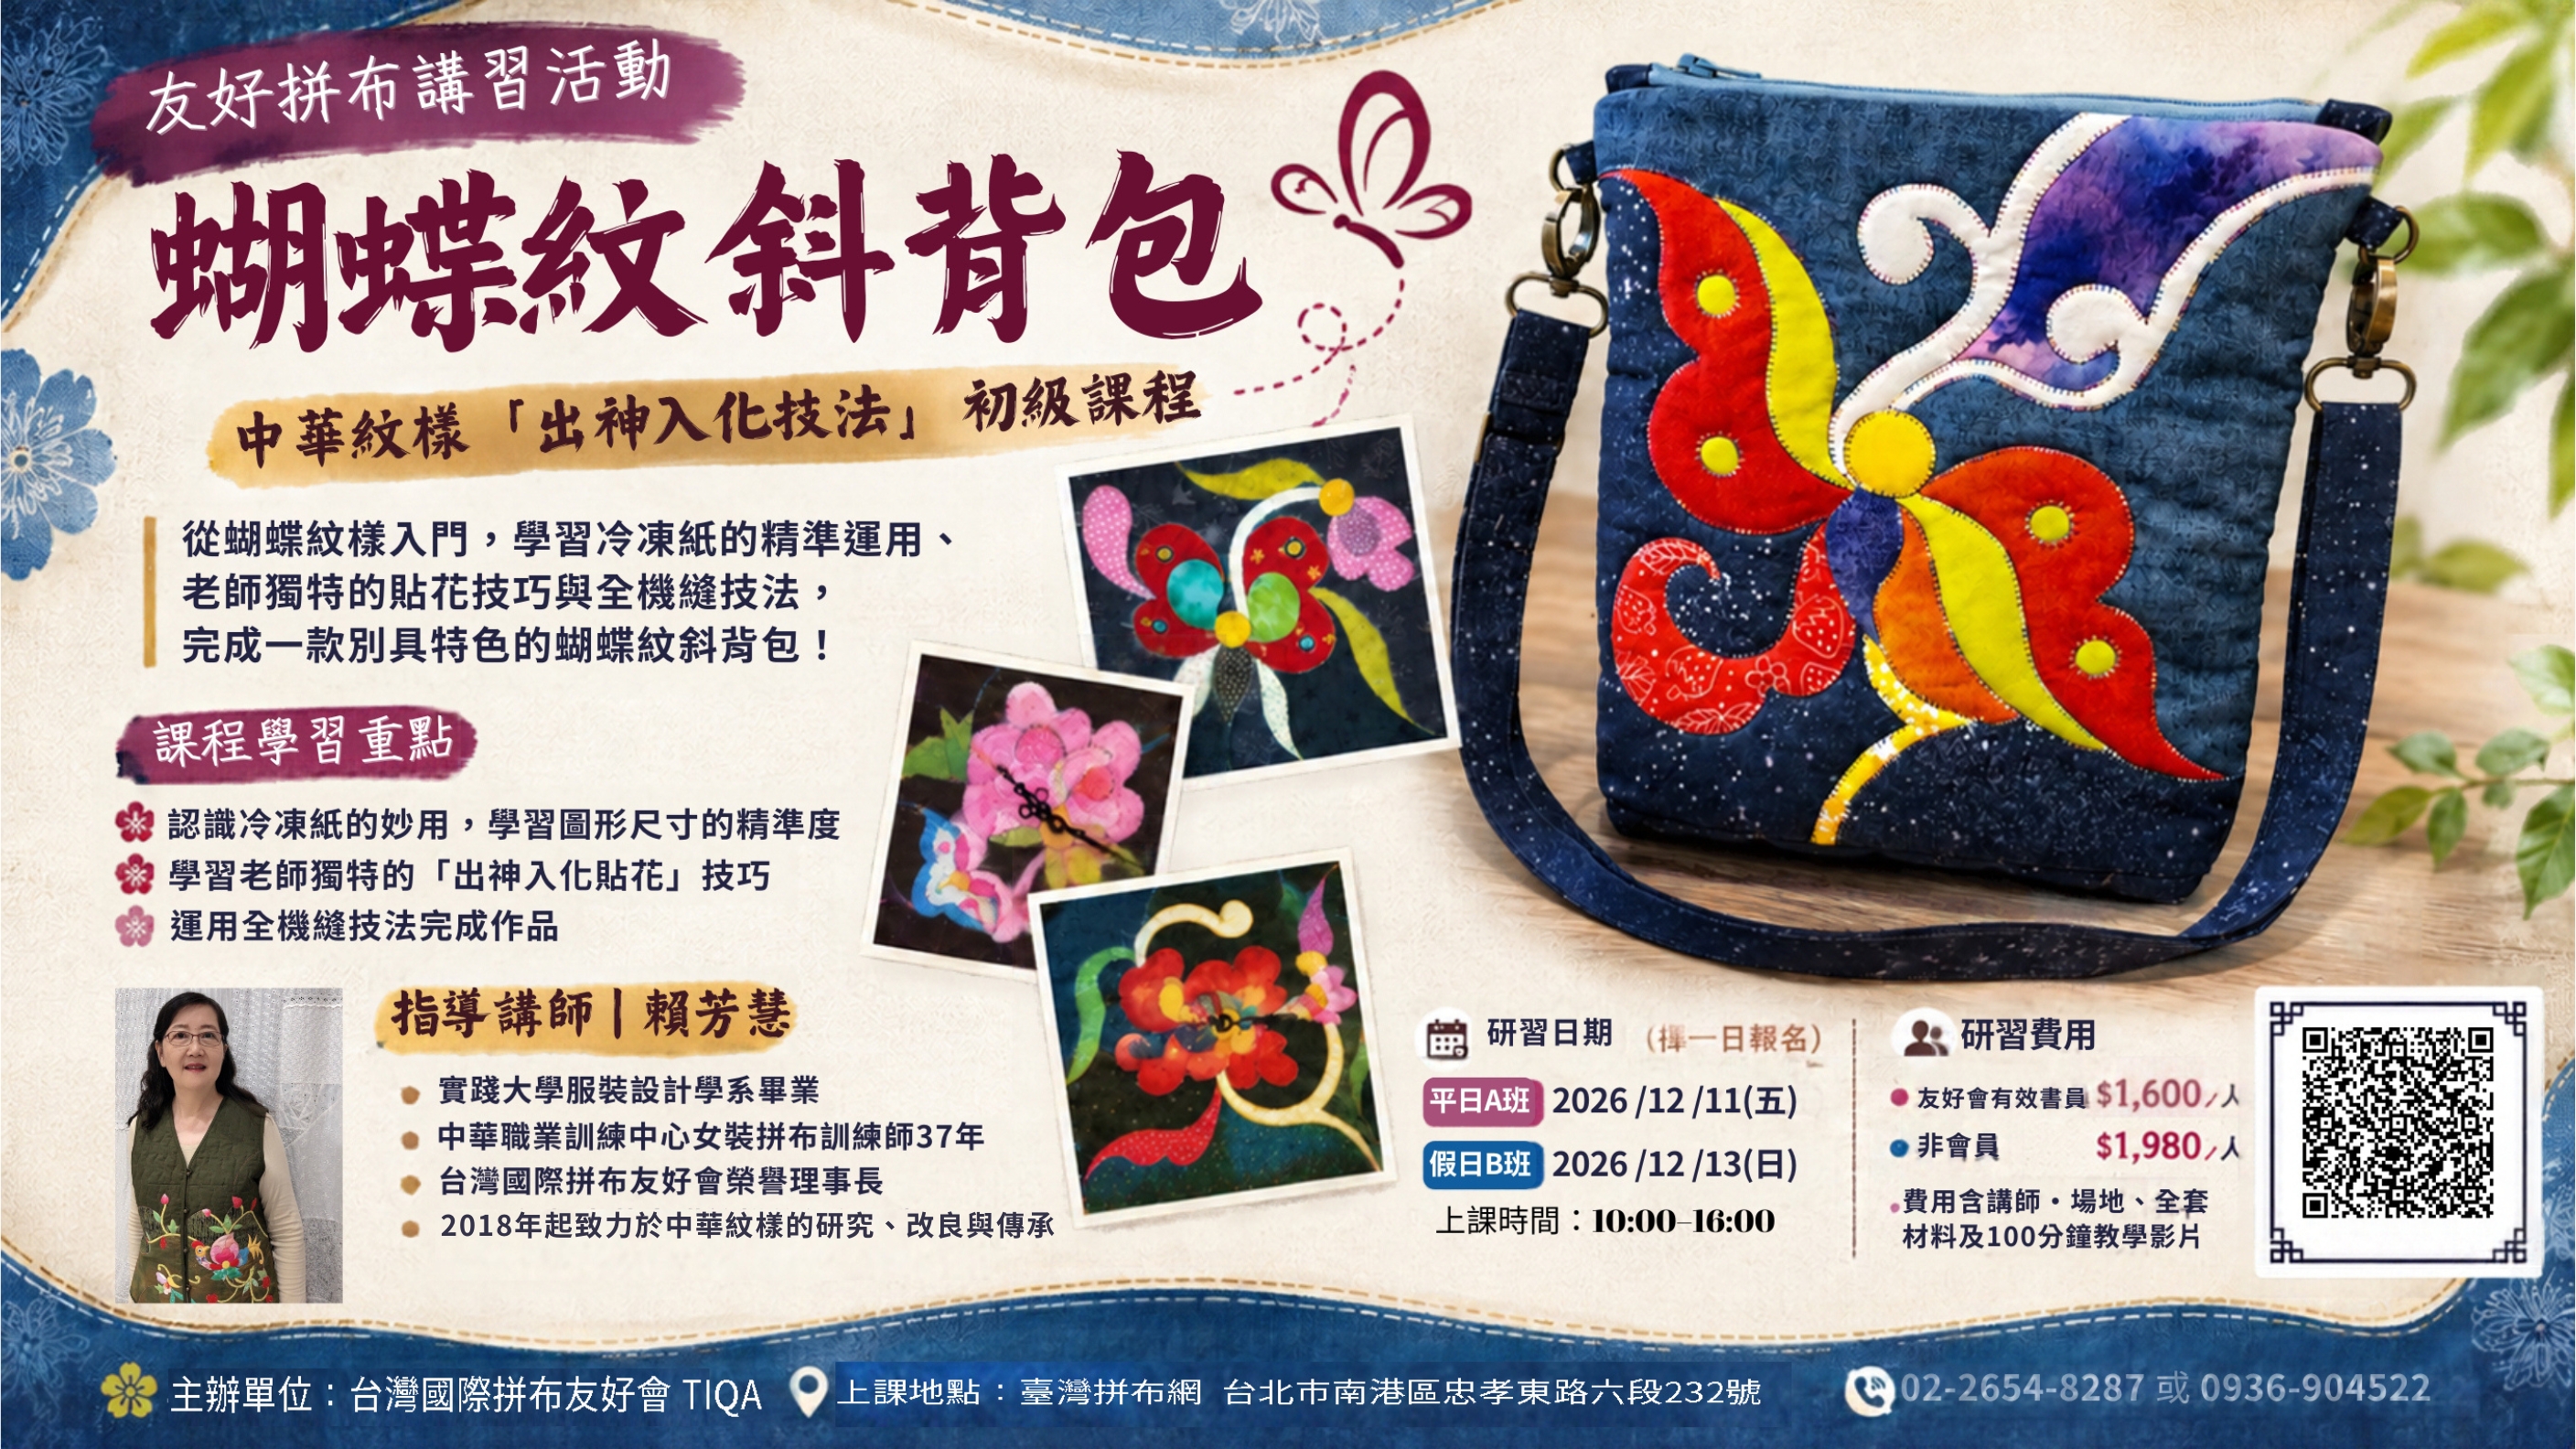 友好拼布講習活動
蝴蝶紋斜背包
中華紋樣「出神入化技法」 初級課程
從蝴蝶紋樣入門，學習冷凍紙的精準運用、
老師獨特的貼花技巧與全機縫技法，
完成一款別具特色的蝴蝶紋斜背包！
課程學習重點
認識冷凍紙的妙用，學習圖形尺寸的精準度
學習老師獨特的「出神入化貼花」技巧
運用全機縫技法完成作品
指導講師｜賴芳慧
實踐大學服裝設計學系畢業
中華職業訓練中心女裝拼布訓練師37年
台灣國際拼布友好會榮譽理事長
2018年起致力於中華紋樣的研究、改良與傳承
研習日期 （擇一日報名）
平日A班 2026 /12 /11(五)
假日B班 2026 /12 /13(日)
上課時間：10:00–16:00
研習費用
友好會有效書員 $1,600／人
非會員 $1,980／人
費用含講師・場地、全套
材料及100分鐘教學影片
主辦單位：台灣國際拼布友好會 TIQA
上課地點：臺灣拼布網 台北市南港區忠孝東路六段232號
02-2654-8287 或 0936-904522